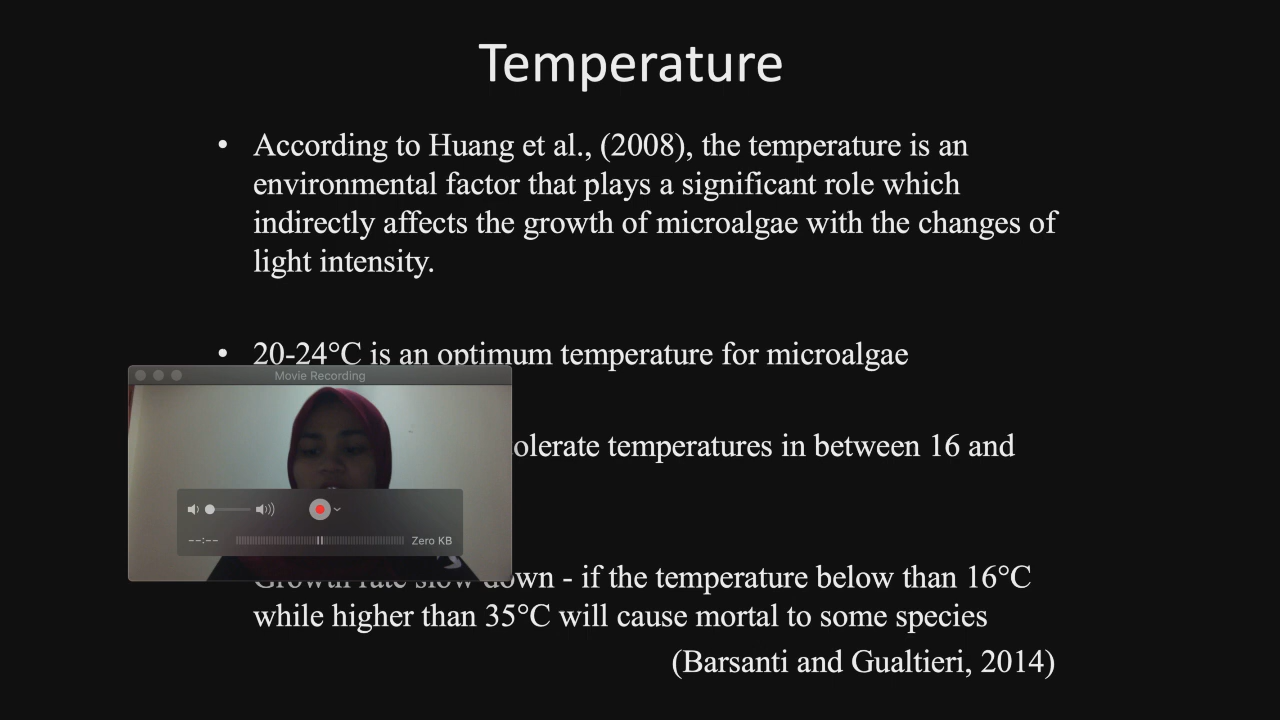 Temperature
• According to Huang et al., (2008), the temperature is an
environmental factor that plays a significant role which
indirectly affects the growth of microalgae with the changes of
light intensity.
• 20-24°C is an optimum temperature for microalgae
Movie Recording
olerate temperatures in between 16 and
--:--
Zero KB
Growth rate slow down - if the temperature below than 16°C
while higher than 35°C will cause mortal to some species
(Barsanti and Gualtieri, 2014)